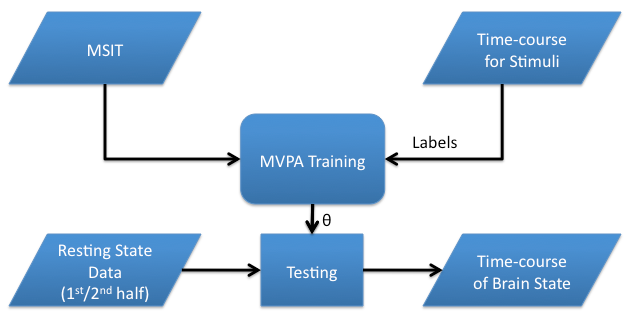 MSIT
Time-course
for Stimuli
MVPA Training
Labels
θ
Resting State
Data
(1st/2nd half)
Testing
Time-course
of Brain State